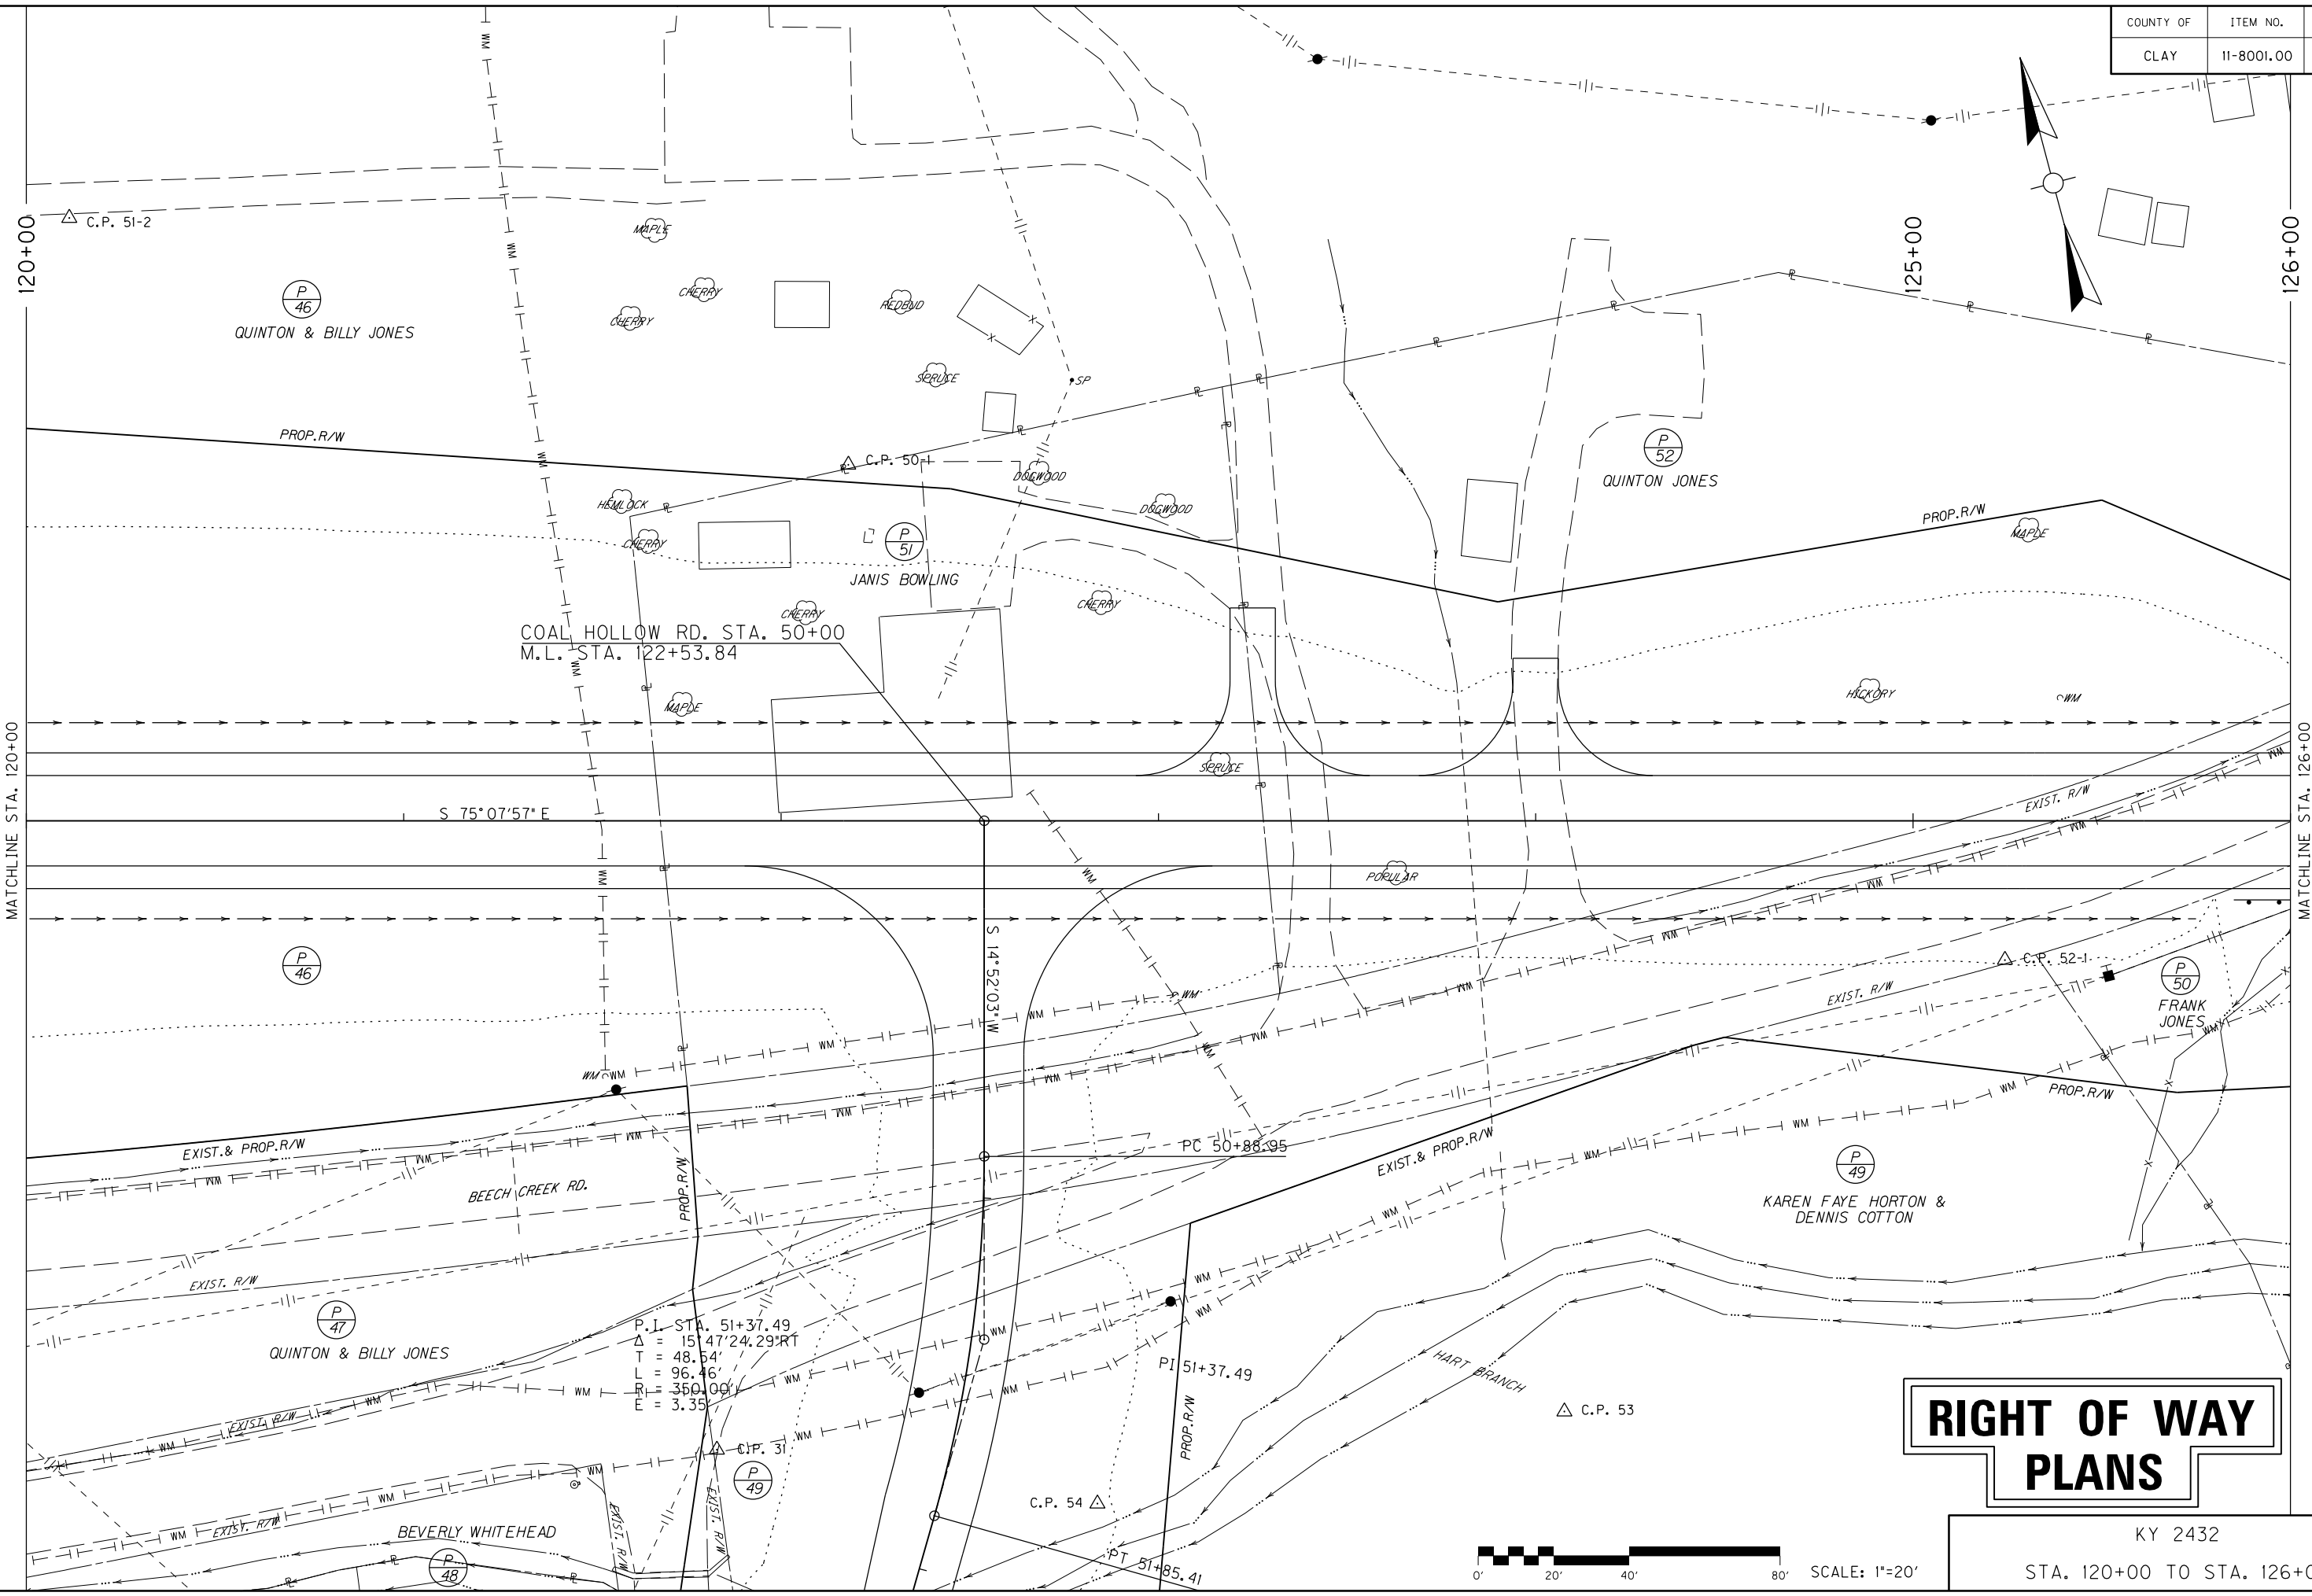 COUNTY OF
ITEM NO.
CLAY
11-8001.00
120+00
C.P. 51-2
MAPLE
P
46
QUINTON & BILLY JONES
CHERRY
CHERRY
REDBUD
SPRUCE
SP
125+00
126+00
PROP.R/W
C.P. 50-1
DOGWOOD
DOGWOOD
HEMLOCK
CHERRY
P
51
JANIS BOWLING
CHERRY
CHERRY
P
52
QUINTON JONES
PROP.R/W
MAPLE
COAL HOLLOW RD. STA. 50+00
M.L. STA. 122+53.84
MAPLE
HICKORY
WM
SPRUCE
MATCHLINE STA. 120+00
MATCHLINE STA. 126+00
S 75°07'57" E
EXIST. R/W
POPULAR
P
46
S 14°52'03" W
WM
C.P. 52-1
P
50
FRANK
JONES
EXIST. R/W
WM
WM
PROP.R/W
EXIST.& PROP.R/W
BEECH CREEK RD.
PROP.R/W
PC 50+88.95
EXIST.& PROP.R/W
P
49
KAREN FAYE HORTON &
DENNIS COTTON
EXIST. R/W
P
47
QUINTON & BILLY JONES
P.I. STA. 51+37.49
Δ = 15°47'24.29"RT
T = 48.54'
L = 96.46'
R = 350.00'
E = 3.35'
PI 51+37.49
PROP.R/W
HART BRANCH
C.P. 53
EXIST. R/W
C.P. 31
P
49
EXIST. R/W
EXIST. R/W
EXIST. R/W
BEVERLY WHITEHEAD
P
48
C.P. 54
PT 51+85.41
0'
20'
40'
80'
SCALE: 1"=20'
RIGHT OF WAY
PLANS
KY 2432
STA. 120+00 TO STA. 126+0